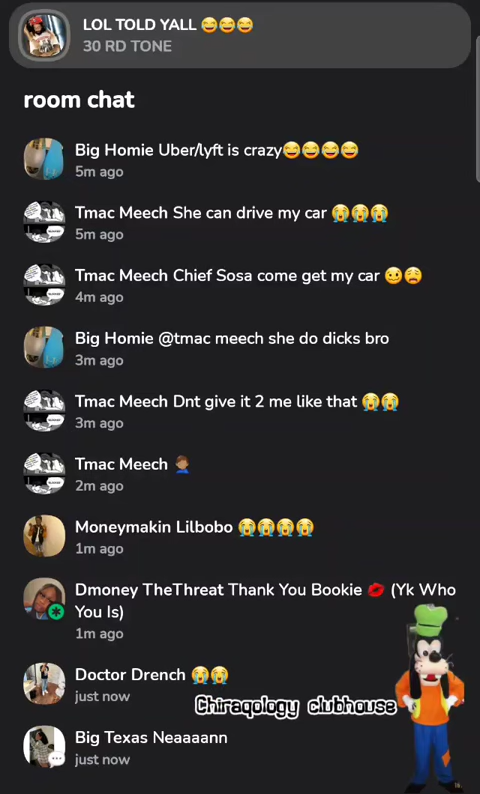 LOL TOLD YALL 😂😂😂
30 RD TONE
room chat
Big Homie Uber/lyft is crazy😂😂😂😂
5m ago
Tmac Meech She can drive my car 😭😭😭
5m ago
Tmac Meech Chief Sosa come get my car 🥴😩
4m ago
Big Homie @tmac meech she do dicks bro
3m ago
Tmac Meech Dnt give it 2 me like that 😭😭
3m ago
Tmac Meech 🤦🏽‍♂️
2m ago
Moneymakin Lilbobo 😭😭😭😭
1m ago
Dmoney TheThreat Thank You Bookie 💋 (Yk Who
You Is)
1m ago
Doctor Drench 😭😭
just now
Chiraqology clubhouse
Big Texas Neaaaann
just now